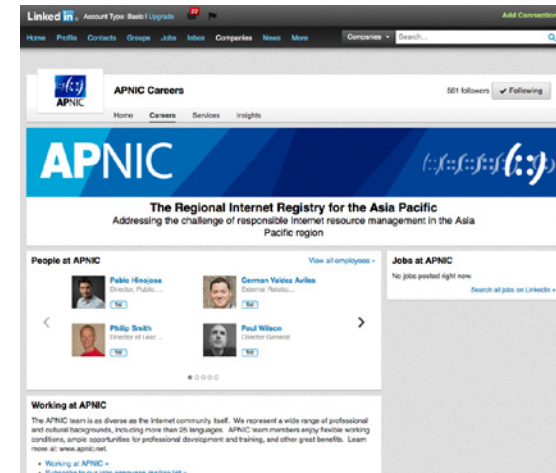 Linked in. Account Type: Basic | Upgrade 22 Add Connection
Home Profile Contacts Groups Jobs Inbox Companies News More Companies Search...
APNIC
APNIC Careers
561 followers Following
Home Careers Services Insights
APNIC
The Regional Internet Registry for the Asia Pacific
Addressing the challenge of responsible Internet resource management in the Asia
Pacific region
People at APNIC
View all employees
Pablo Hinojosa
Director, Public ...
1st
German Valdez Aviles
External Relatio...
1st
Philip Smith
Director of Lear...
1st
Paul Wilson
Director General
1st
Jobs at APNIC
No jobs posted right now.
Search all jobs on LinkedIn »
Working at APNIC
The APNIC team is as diverse as the Internet community itself. We represent a wide range of professional
and cultural backgrounds, including more than 25 languages. APNIC team members enjoy flexible working
conditions, ample opportunities for professional development and training, and other great benefits. Learn
more at: www.apnic.net.
• Working at APNIC »